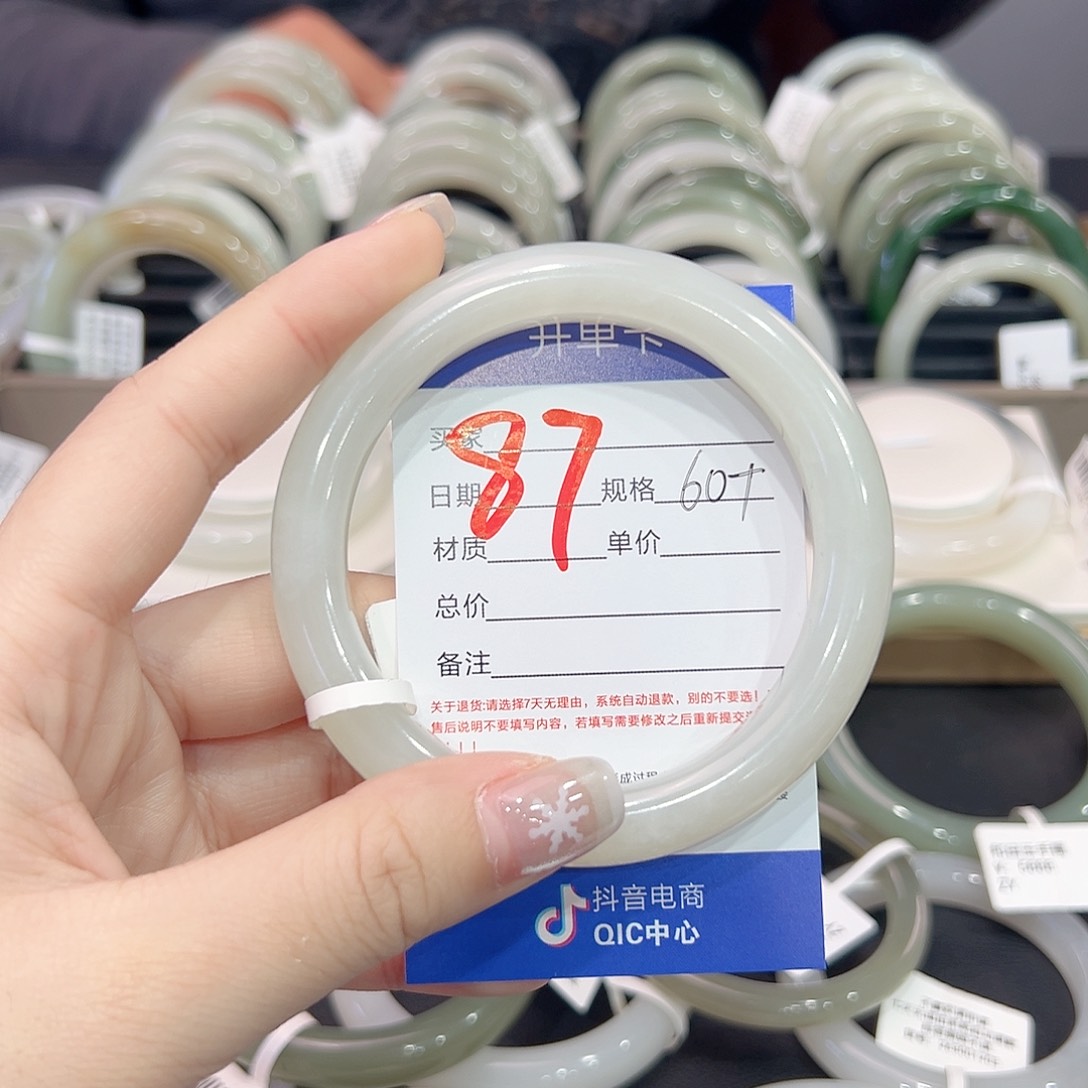 开单卡
买家
87
日期 规格 60+
材质 单价
总价
备注
关于退货:请选择7天无理由，系统自动退款，别的不要选！
售后说明不要填写内容，若填写需要修改之后重新提交
！！！
成过程
抖音电商
QIC中心